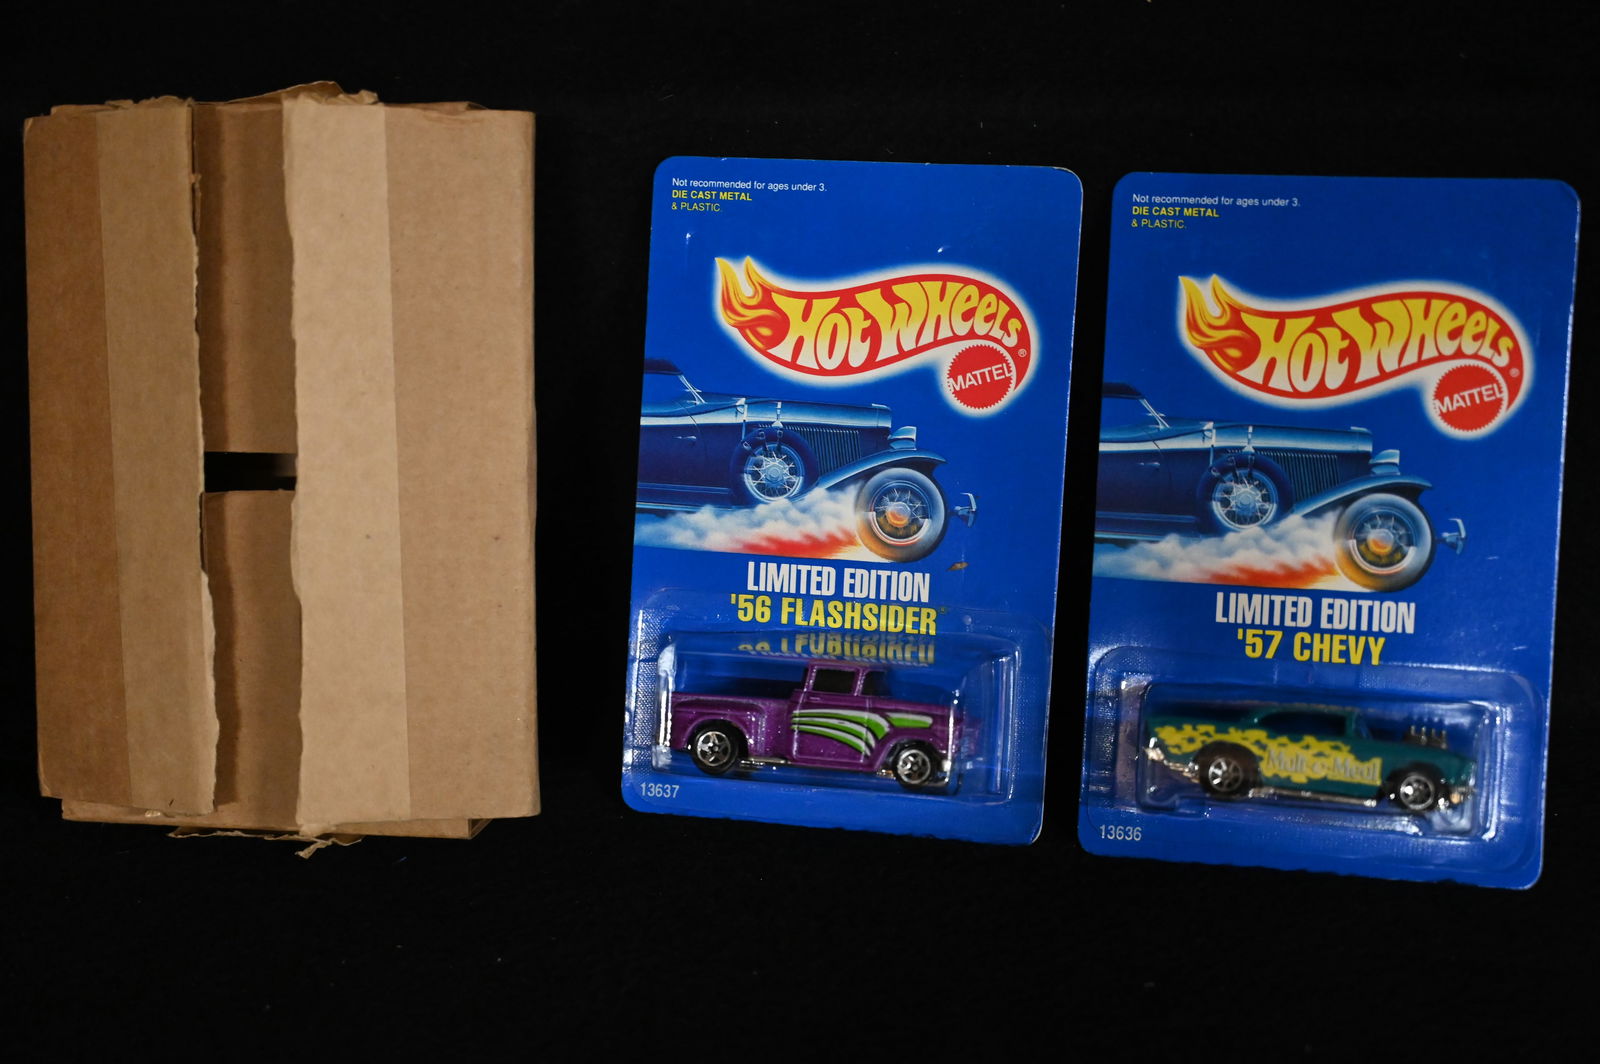 Not recommended for ages under 3.
DIE CAST METAL
& PLASTIC.
HOT WHEELS®
MATTEL
LIMITED EDITION
'56 FLASHSIDER
13637
Not recommended for ages under 3.
DIE CAST METAL
& PLASTIC.
HOT WHEELS®
MATTEL
LIMITED EDITION
'57 CHEVY
Malt-o-Meal
13636